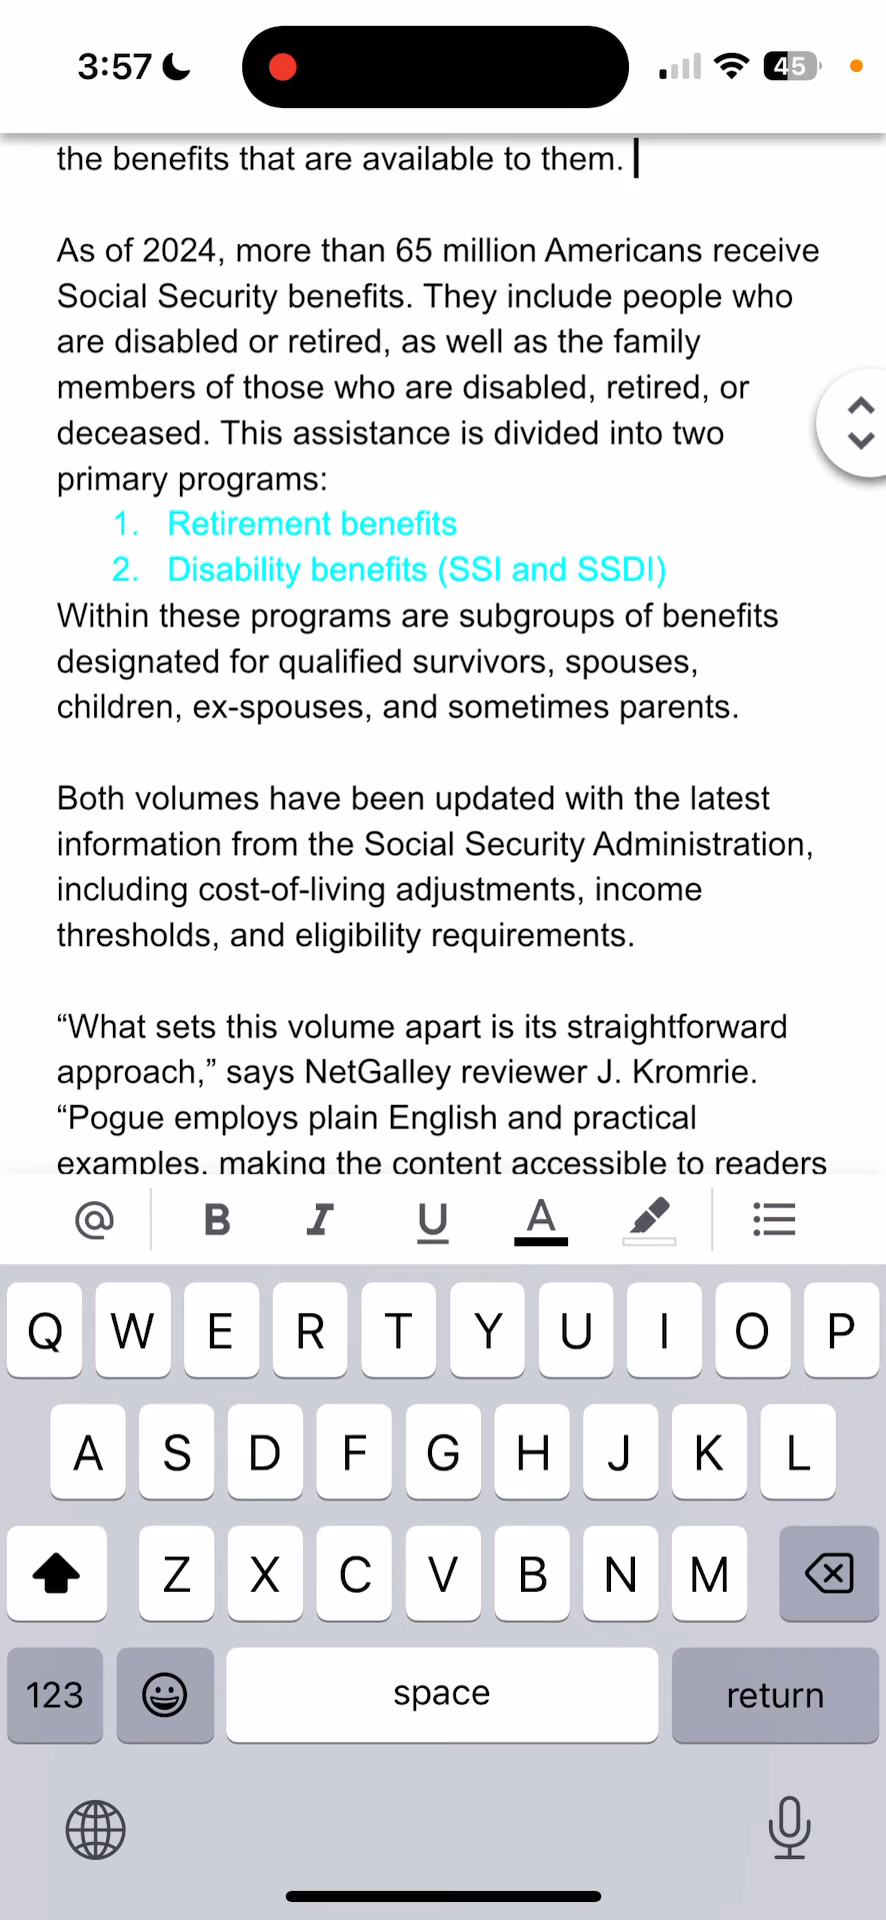 3:57
45
the benefits that are available to them.
As of 2024, more than 65 million Americans receive
Social Security benefits. They include people who
are disabled or retired, as well as the family
members of those who are disabled, retired, or
deceased. This assistance is divided into two
primary programs:
1. Retirement benefits
2. Disability benefits (SSI and SSDI)
Within these programs are subgroups of benefits
designated for qualified survivors, spouses,
children, ex-spouses, and sometimes parents.
Both volumes have been updated with the latest
information from the Social Security Administration,
including cost-of-living adjustments, income
thresholds, and eligibility requirements.
“What sets this volume apart is its straightforward
approach,” says NetGalley reviewer J. Kromrie.
“Pogue employs plain English and practical
examples, making the content accessible to readers
@ B I U A
Q W E R T Y U I O P
A S D F G H J K L
Z X C V B N M
123 space return